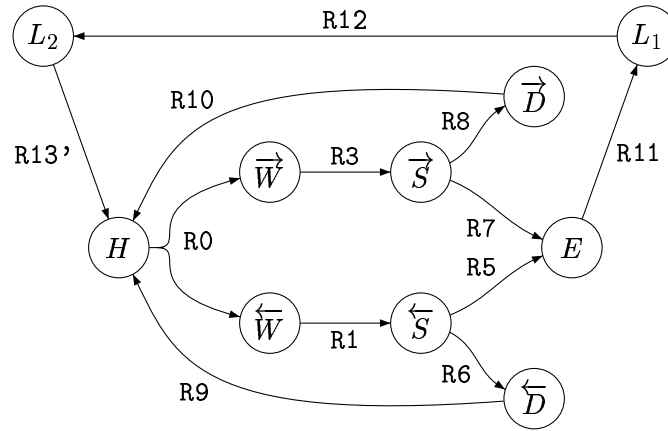 R12
L₂
L₁
R10
→D
R8
R13'
R11
→W
R3
→S
R7
H
R0
E
R5
←W
R1
←S
R6
R9
←D